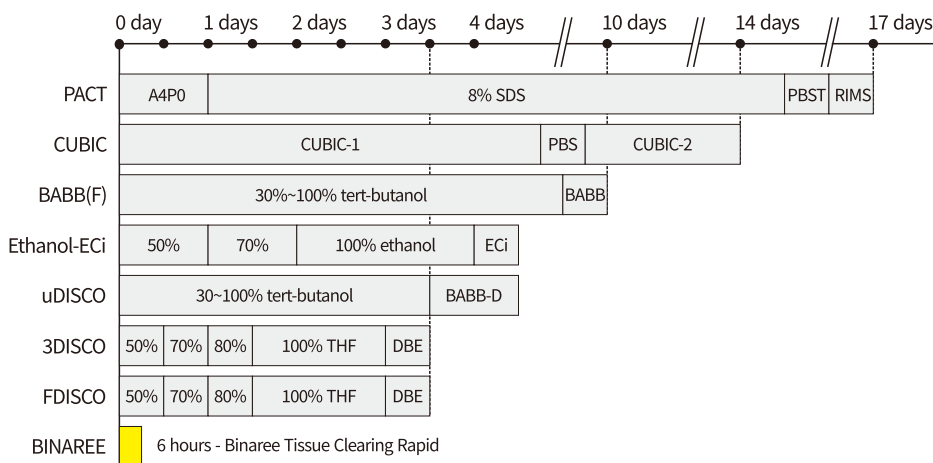 0 day 1 days 2 days 3 days 4 days 10 days 14 days 17 days
PACT A4P0 8% SDS PBST RIMS
CUBIC CUBIC-1 PBS CUBIC-2
BABB(F) 30%~100% tert-butanol BABB
Ethanol-ECi 50% 70% 100% ethanol ECi
uDISCO 30~100% tert-butanol BABB-D
3DISCO 50% 70% 80% 100% THF DBE
FDISCO 50% 70% 80% 100% THF DBE
BINAREE 6 hours - Binaree Tissue Clearing Rapid